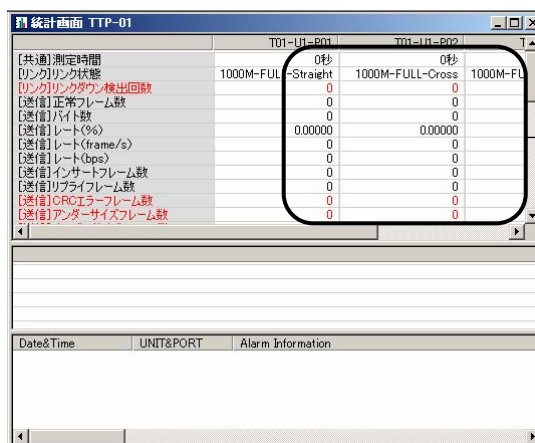 統計画面 TTP-01
T01-U1-P01 T01-U1-P02
[共通]測定時間 0秒 0秒
[リンク]リンク状態 1000M-FULL-Straight 1000M-FULL-Cross 1000M-FU
[リンク]リンクダウン検出回数 0 0
[送信]正常フレーム数 0 0
[送信]バイト数 0 0
[送信]レート(%) 0.00000 0.00000
[送信]レート(frame/s) 0 0
[送信]レート(bps) 0 0
[送信]インサートフレーム数 0 0
[送信]リプライフレーム数 0 0
[送信]CRCエラーフレーム数 0 0
[送信]アンダーサイズフレーム数 0 0
Date&Time UNIT&PORT Alarm Information